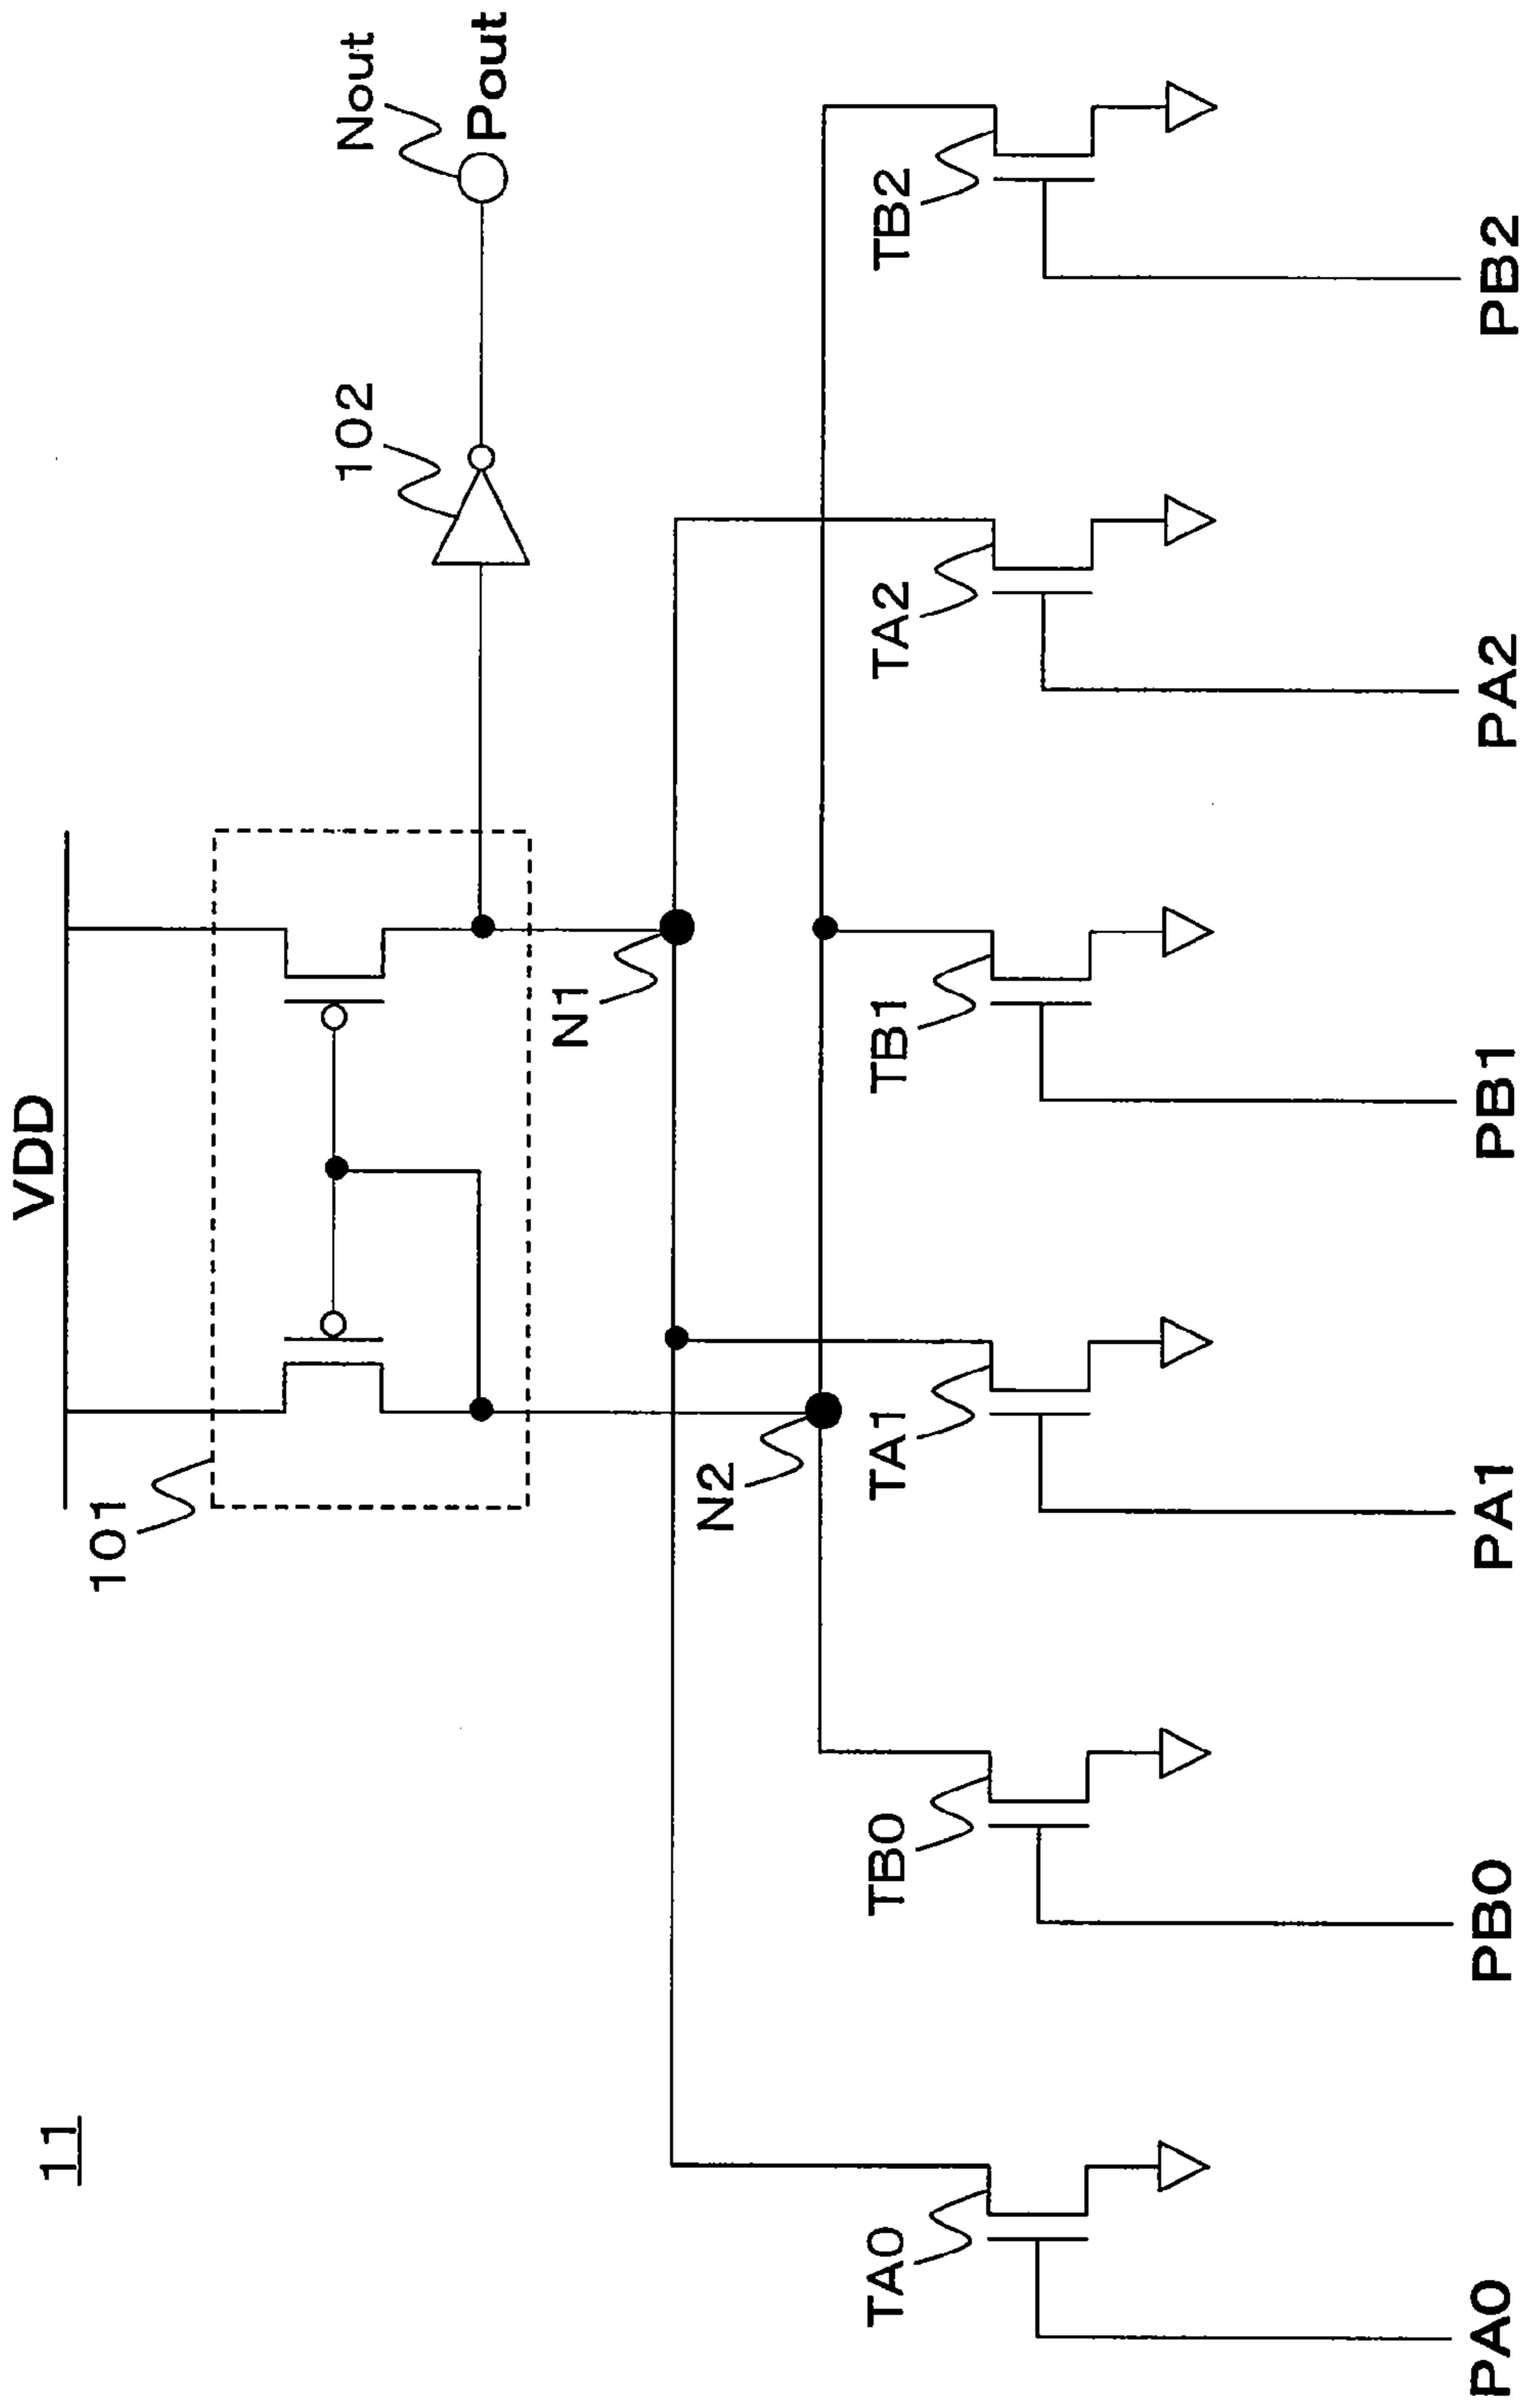 11
VDD
101
102
Nout
Pout
N1
N2
TA0
TB0
TA1
TB1
TA2
TB2
PA0
PB0
PA1
PB1
PA2
PB2